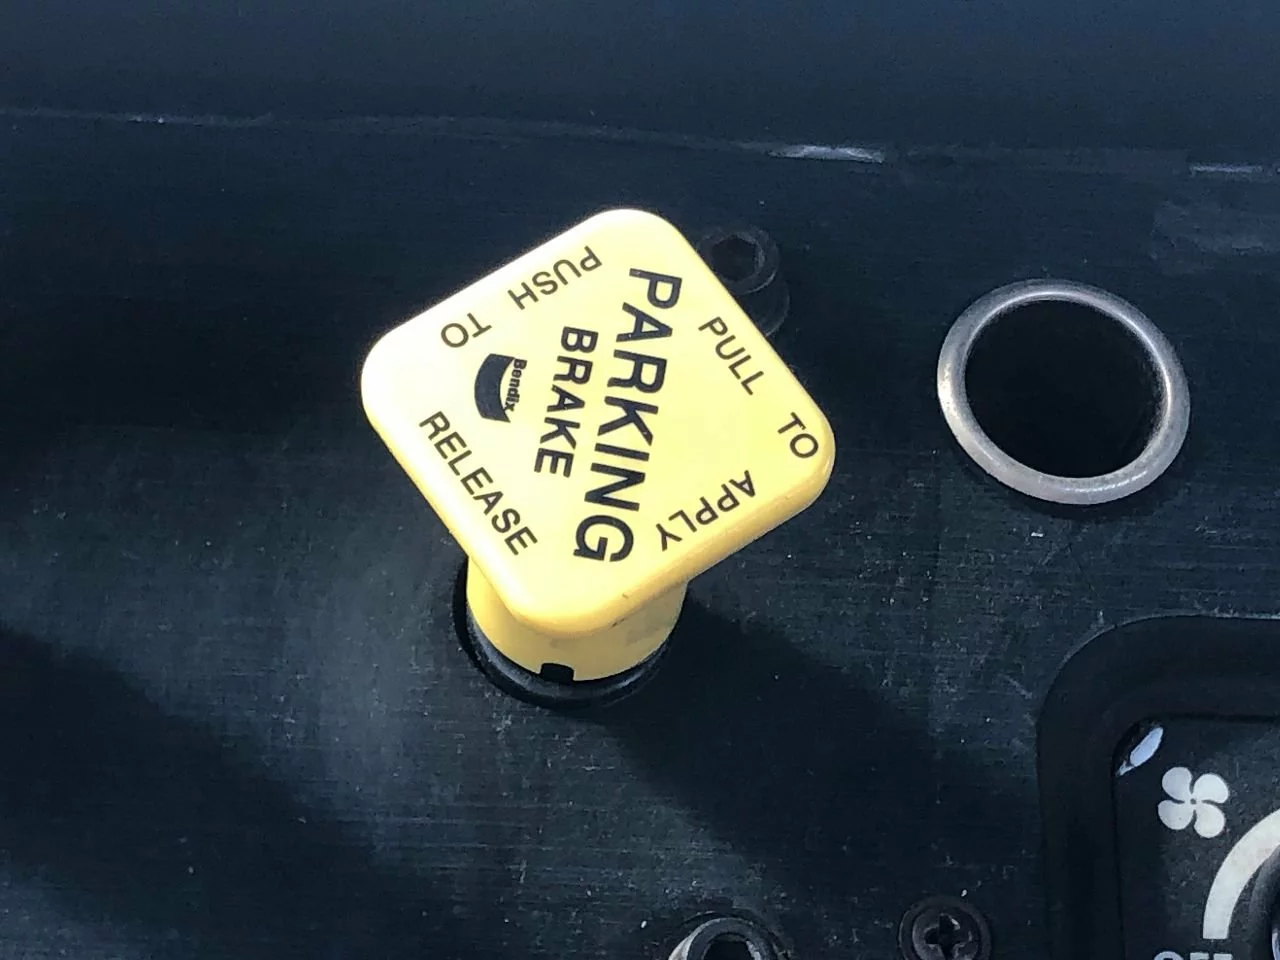 PULL TO
APPLY
PARKING
BRAKE
Bendix
PUSH TO
RELEASE